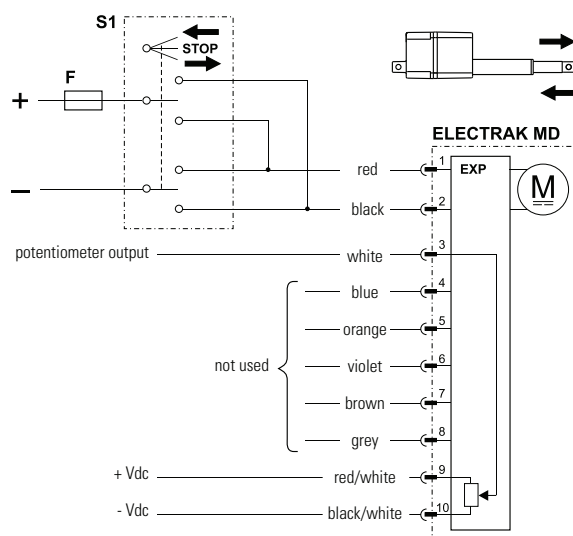 S1
STOP
F
+
–
ELECTRAK MD
EXP
M
red 1
black 2
potentiometer output white 3
blue 4
orange 5
not used violet 6
brown 7
grey 8
+ Vdc red/white 9
- Vdc black/white 10